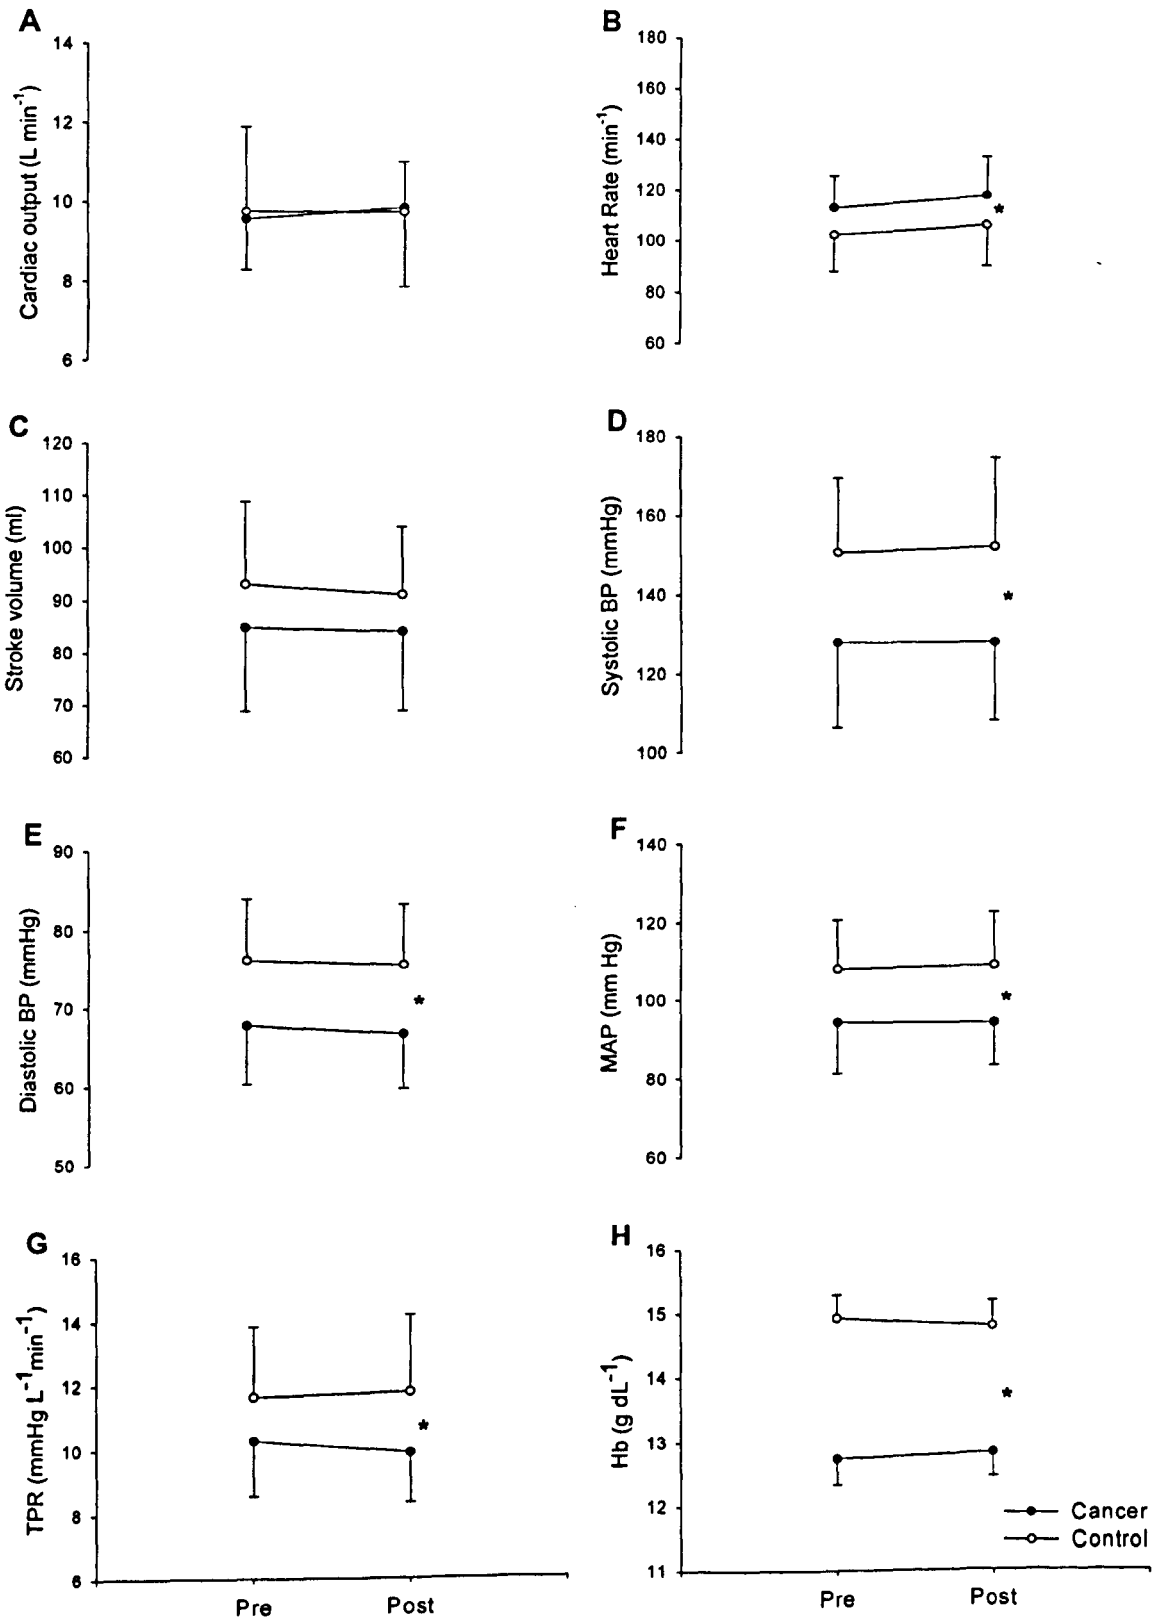 A
14
12
10
8
6
Cardiac output (L min⁻¹)
B
180
160
140
120
100
80
60
Heart Rate (min⁻¹)
*
C
120
110
100
90
80
70
60
Stroke volume (ml)
D
180
160
140
120
100
Systolic BP (mmHg)
*
E
90
80
70
60
50
Diastolic BP (mmHg)
*
F
140
120
100
80
60
MAP (mm Hg)
*
G
16
14
12
10
8
6
TPR (mmHg L⁻¹min⁻¹)
*
Pre Post
H
16
15
14
13
12
11
Hb (g dL⁻¹)
*
Cancer
Control
Pre Post